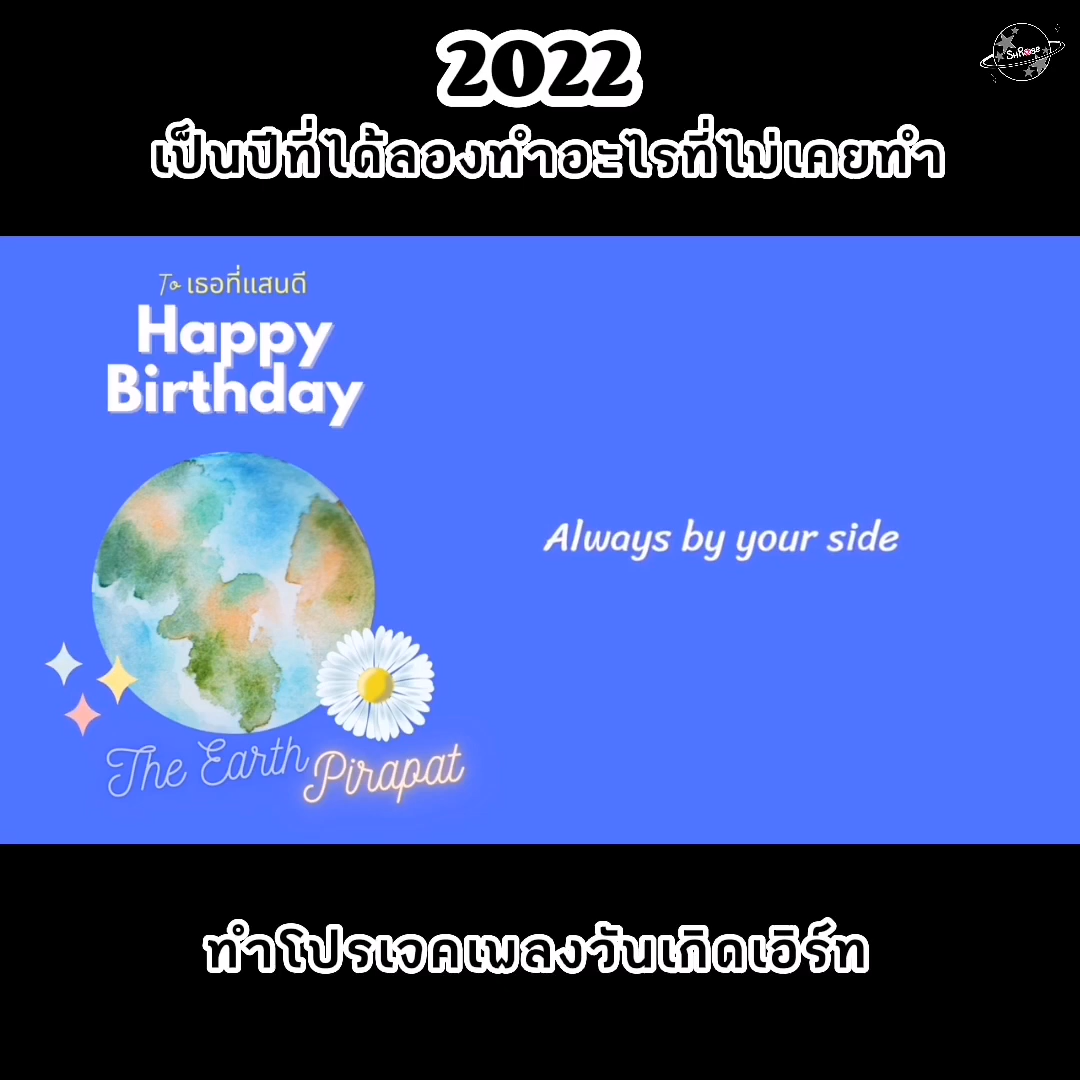 2022
SuRose
เป็นปีที่ได้ลองทำอะไรที่ไม่เคยทำ
To เธอที่แสนดี
Happy
Birthday
Always by your side
The Earth Pirapat
ทำโปรเจคเพลงวันเกิดเอิร์ท